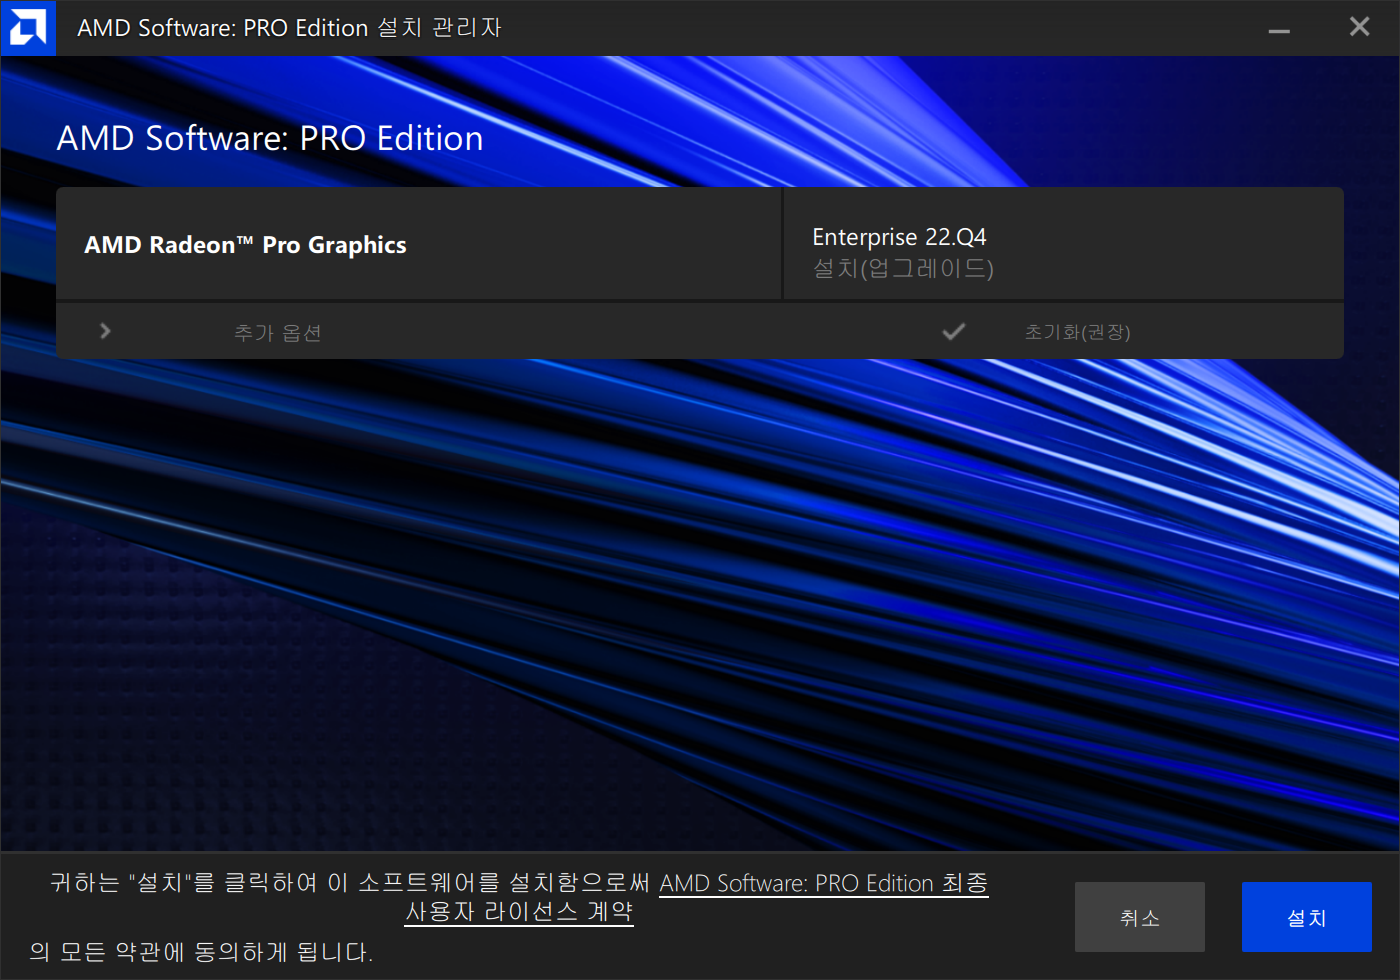 AMD Software: PRO Edition 설치 관리자
AMD Software: PRO Edition
AMD Radeon™ Pro Graphics
Enterprise 22.Q4
설치(업그레이드)
추가 옵션
초기화(권장)
귀하는 "설치"를 클릭하여 이 소프트웨어를 설치함으로써 AMD Software: PRO Edition 최종
사용자 라이선스 계약
의 모든 약관에 동의하게 됩니다.
취소
설치